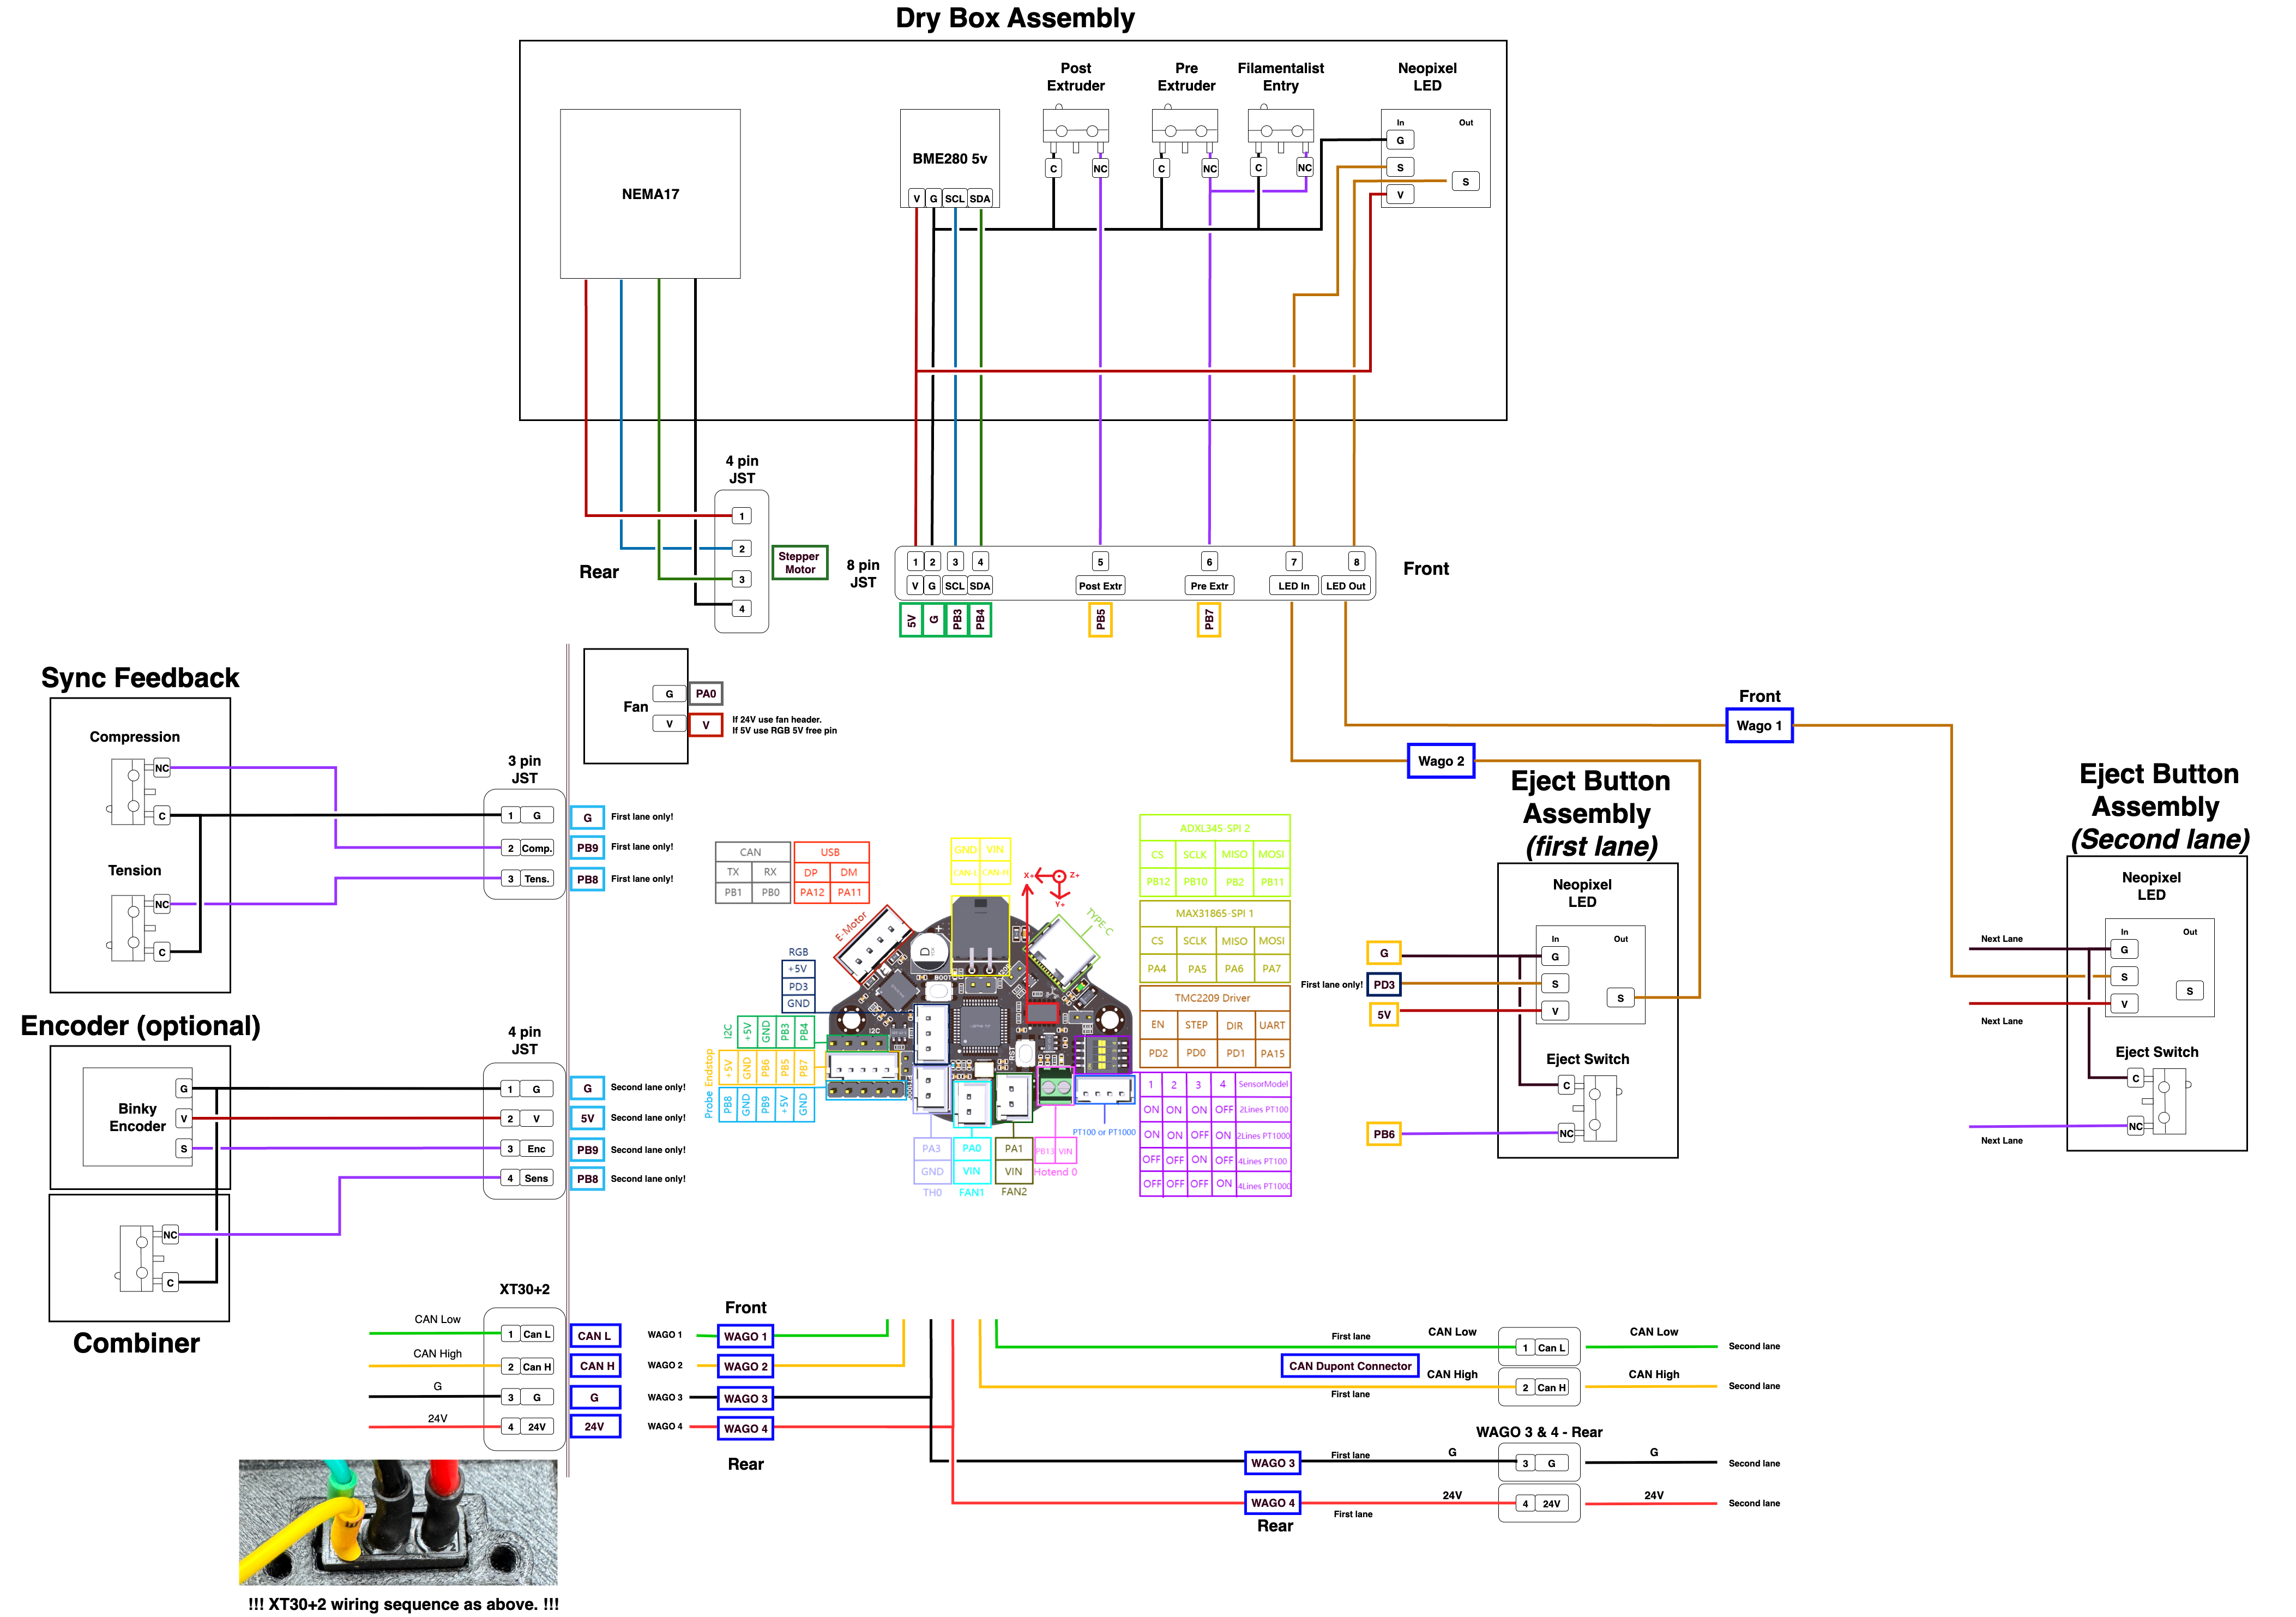 Dry Box Assembly
Post
Extruder
Pre
Extruder
Filamentalist
Entry
Neopixel
LED
In
Out
G
S
V
S
NEMA17
BME280 5v
V
G
SCL
SDA
C
NC
C
NC
C
NC
4 pin
JST
1
2
3
4
Stepper
Motor
Rear
8 pin
JST
1
2
3
4
5
6
7
8
V
G
SCL
SDA
Post Extr
Pre Extr
LED In
LED Out
Front
5V
G
PB3
PB4
PB5
PB7
Fan
G
PA0
V
V
If 24V use fan header.
If 5V use RGB 5V free pin
Sync Feedback
Compression
NC
C
Tension
NC
C
3 pin
JST
1 G
2 Comp.
3 Tens.
G
First lane only!
PB9
First lane only!
PB8
First lane only!
Encoder (optional)
Binky
Encoder
G
V
S
NC
C
Combiner
4 pin
JST
1 G
2 V
3 Enc
4 Sens
G
Second lane only!
5V
Second lane only!
PB9
Second lane only!
PB8
Second lane only!
CAN
TX RX
PB1 PB0
USB
DP DM
PA12 PA11
GND VIN
CAN-L CAN-H
X+
Z+
Y+
E-Motor
TYPE-C
RGB
+5V
PD3
GND
I2C
+5V
GND
PB3
PB4
Endstop
+5V
GND
PB6
PB5
PB7
Probe
PB8
GND
PB9
+5V
GND
BOOT
I2C
RST
PA3
GND
TH0
PA0
VIN
FAN1
PA1
VIN
FAN2
PB13 VIN
Hotend 0
PT100 or PT1000
ADXL345-SPI 2
CS SCLK MISO MOSI
PB12 PB10 PB2 PB11
MAX31865-SPI 1
CS SCLK MISO MOSI
PA4 PA5 PA6 PA7
TMC2209 Driver
EN STEP DIR UART
PD2 PD0 PD1 PA15
1 2 3 4 SensorModel
ON ON ON OFF 2Lines PT100
ON ON OFF ON 2Lines PT1000
OFF OFF ON OFF 4Lines PT100
OFF OFF OFF ON 4Lines PT1000
Front
Wago 1
Wago 2
Eject Button
Assembly
(first lane)
Neopixel
LED
In
Out
G
S
V
S
Eject Switch
C
NC
G
First lane only!
PD3
5V
PB6
Eject Button
Assembly
(Second lane)
Neopixel
LED
In
Out
G
S
V
S
Eject Switch
C
NC
Next Lane
Next Lane
Next Lane
XT30+2
CAN Low
CAN High
G
24V
1 Can L
2 Can H
3 G
4 24V
CAN L
CAN H
G
24V
Front
WAGO 1
WAGO 1
WAGO 2
WAGO 2
WAGO 3
WAGO 3
WAGO 4
WAGO 4
Rear
First lane
CAN Low
1 Can L
CAN Low
Second lane
CAN Dupont Connector
CAN High
First lane
2 Can H
CAN High
Second lane
WAGO 3 & 4 - Rear
WAGO 3
First lane
G
3 G
G
Second lane
WAGO 4
24V
First lane
4 24V
24V
Second lane
Rear
!!! XT30+2 wiring sequence as above. !!!